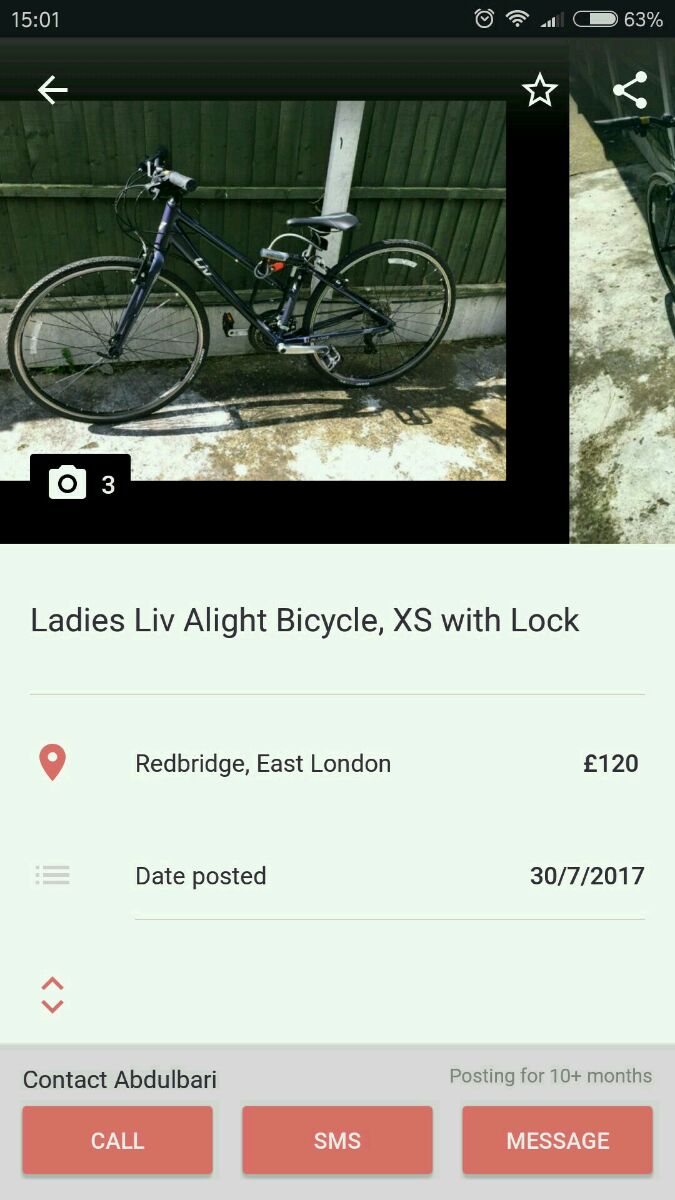 15:01
63%
Liv
3
Ladies Liv Alight Bicycle, XS with Lock
Redbridge, East London
£120
Date posted
30/7/2017
Contact Abdulbari
Posting for 10+ months
CALL
SMS
MESSAGE